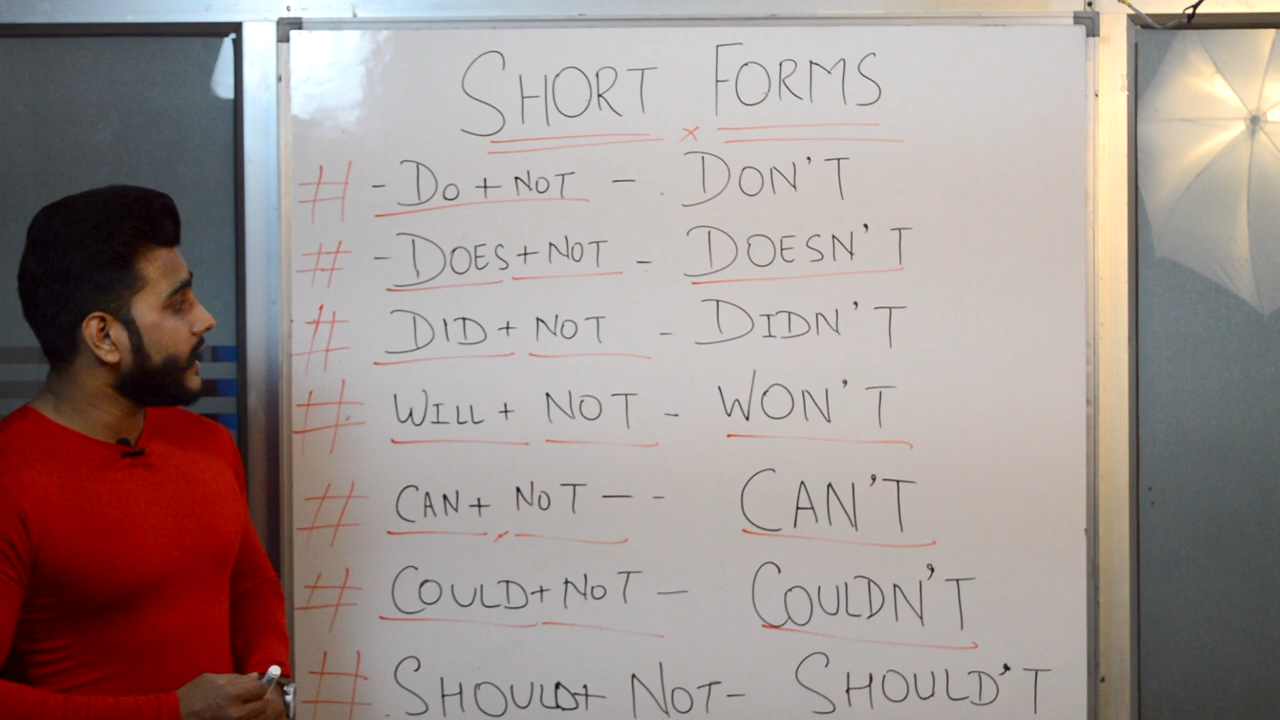 SHORT FORMS
# - DO + NOT - DON'T
# - DOES + NOT - DOESN'T
# DID + NOT - DIDN'T
# WILL + NOT - WON'T
# CAN + NOT - - CAN'T
# COULD + NOT - COULDN'T
# SHOULD + NOT - SHOULD'T